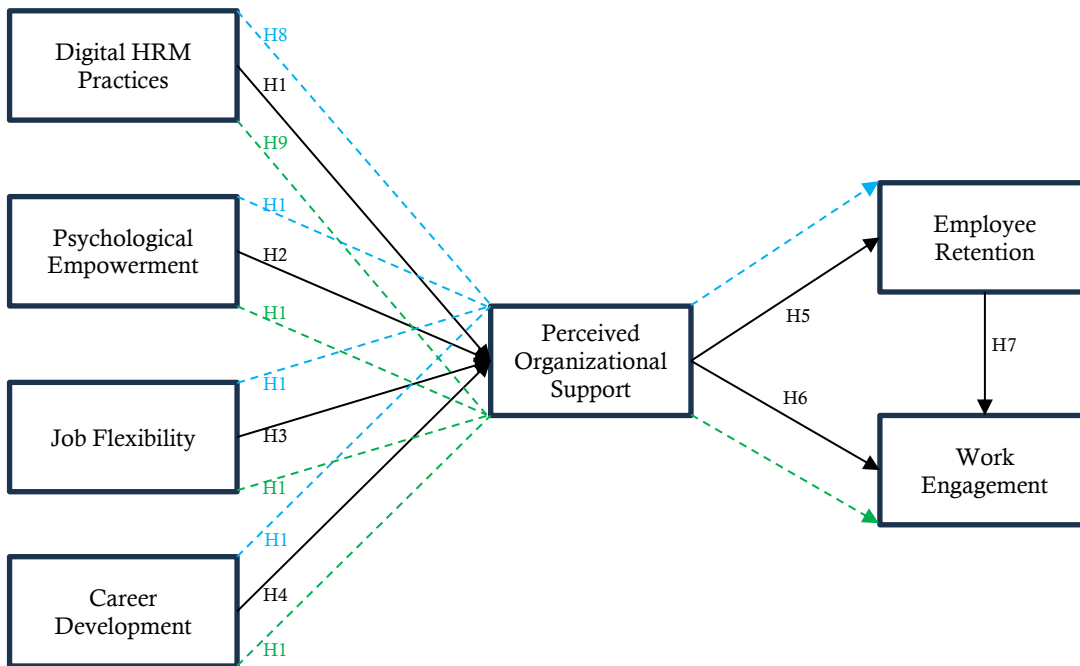 H8
Digital HRM
Practices
H1
H9
H1
Psychological
Empowerment
H2
H1
Employee
Retention
Perceived
Organizational
Support
H5
H7
H1
Job Flexibility
H3
H6
H1
Work
Engagement
H1
Career
Development
H4
H1